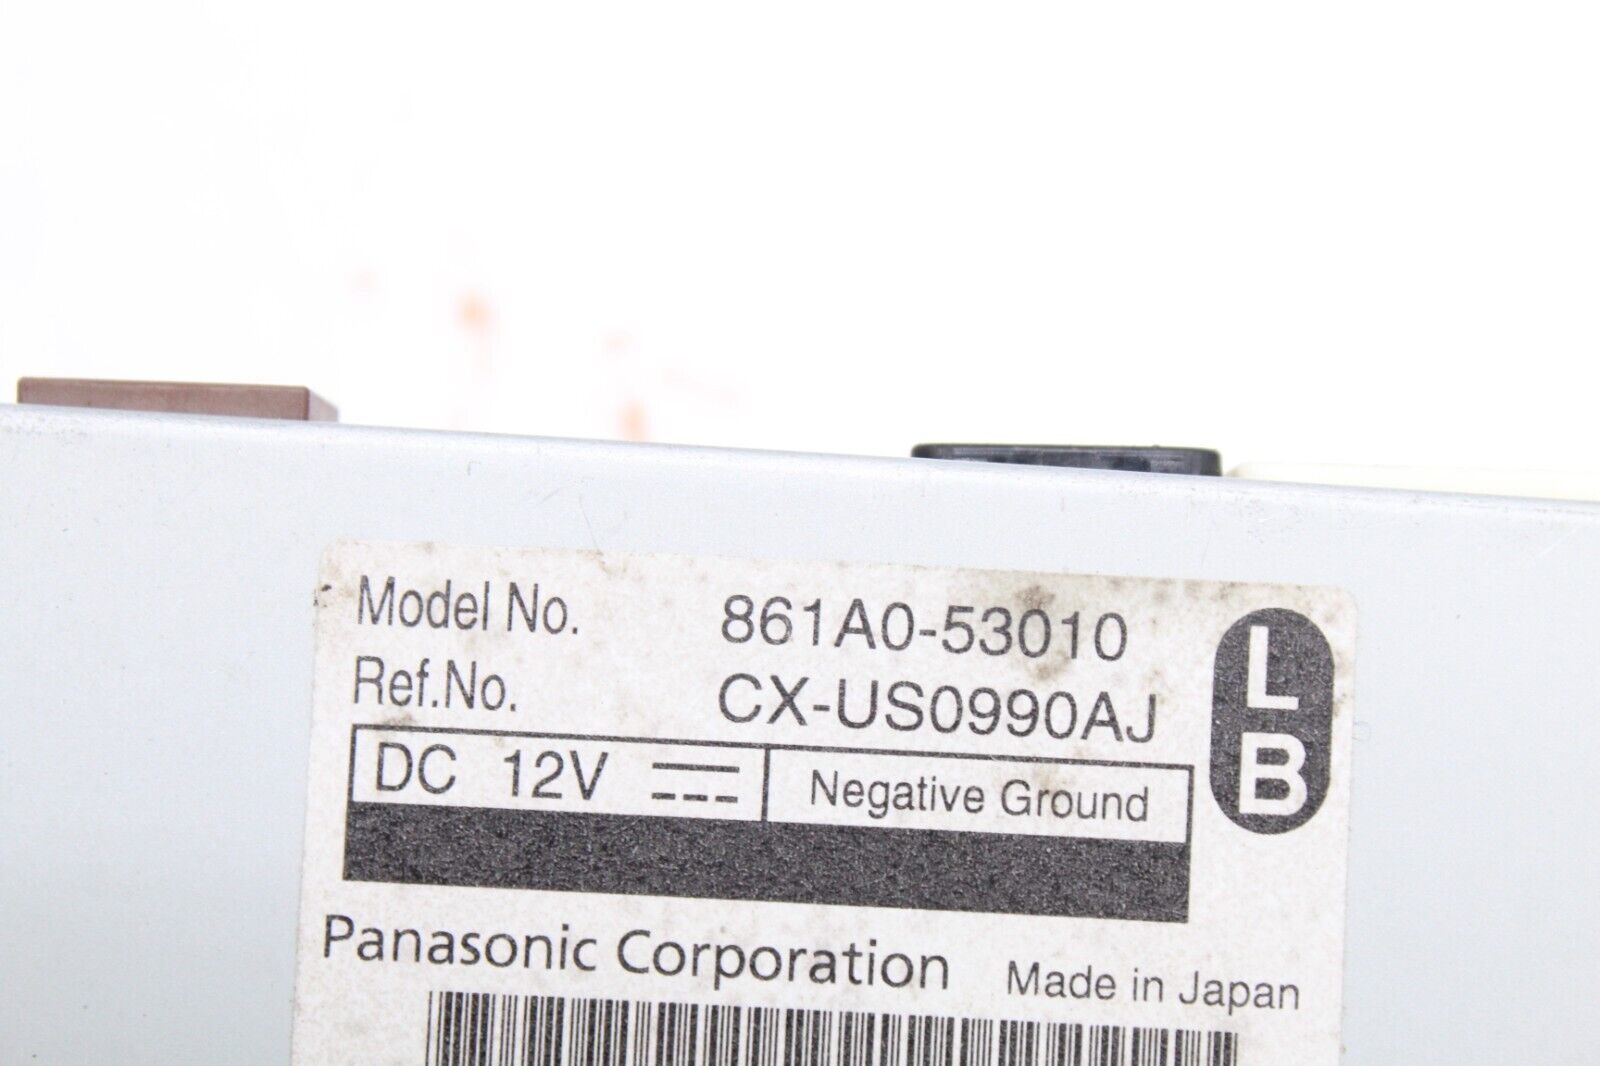 Model No. 861A0-53010
Ref.No. CX-US0990AJ
L
B
DC 12V Negative Ground
Panasonic Corporation Made in Japan